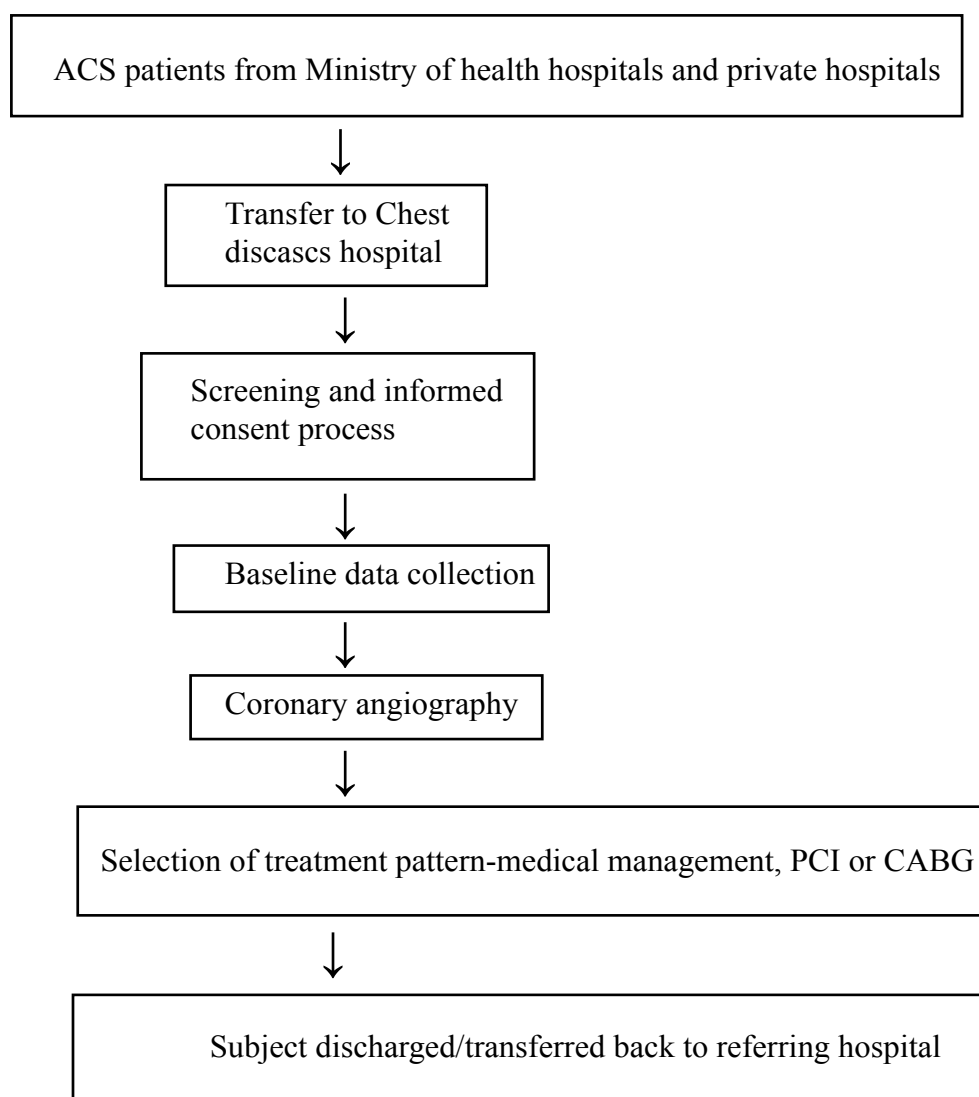 ACS patients from Ministry of health hospitals and private hospitals
Transfer to Chest
discascs hospital
Screening and informed
consent process
Baseline data collection
Coronary angiography
Selection of treatment pattern-medical management, PCI or CABG
Subject discharged/transferred back to referring hospital